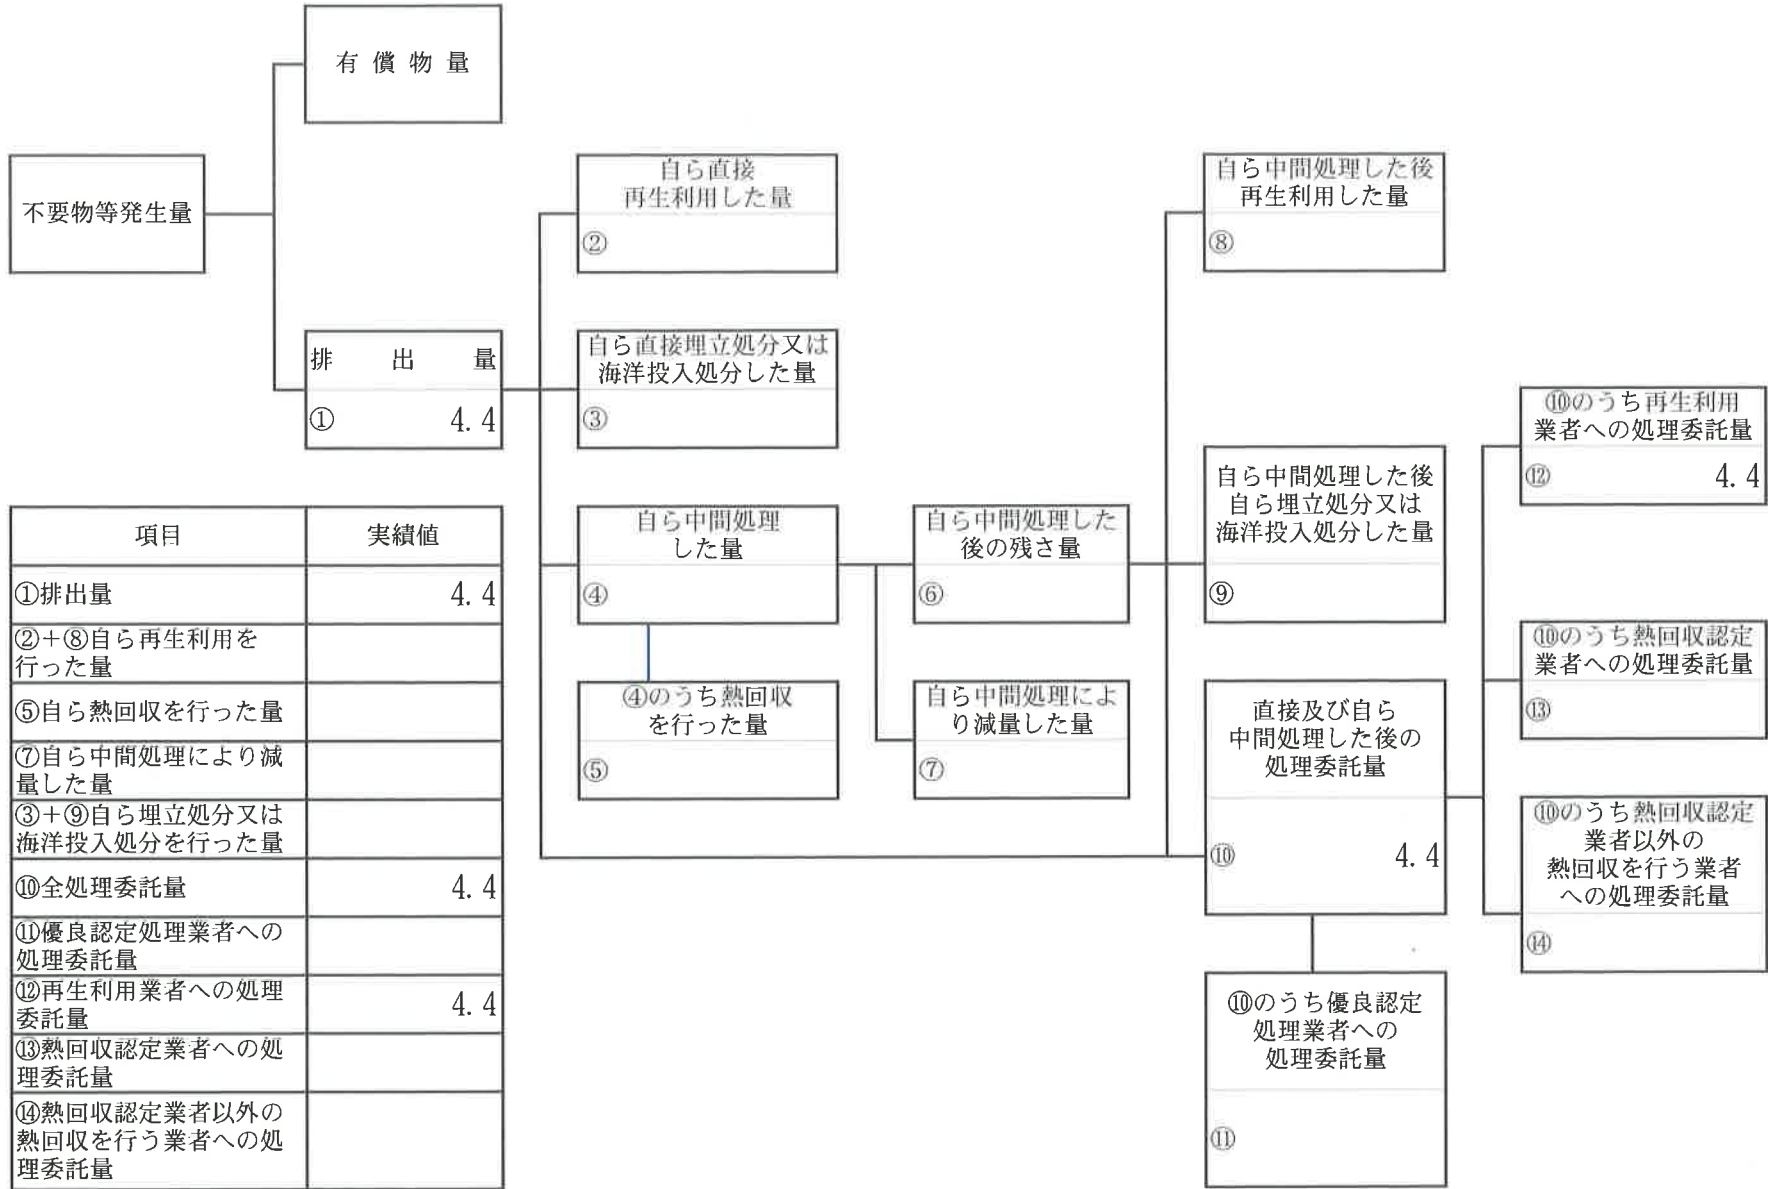 有 償 物 量
不要物等発生量
排 出 量
① 4.4
自ら直接
再生利用した量
②
自ら直接埋立処分又は
海洋投入処分した量
③
自ら中間処理
した量
④
④のうち熱回収
を行った量
⑤
自ら中間処理した
後の残さ量
⑥
自ら中間処理によ
り減量した量
⑦
自ら中間処理した後
再生利用した量
⑧
自ら中間処理した後
自ら埋立処分又は
海洋投入処分した量
⑨
直接及び自ら
中間処理した後の
処理委託量
⑩ 4.4
⑩のうち優良認定
処理業者への
処理委託量
⑪
⑩のうち再生利用
業者への処理委託量
⑫ 4.4
⑩のうち熱回収認定
業者への処理委託量
⑬
⑩のうち熱回収認定
業者以外の
熱回収を行う業者
への処理委託量
⑭
項目 実績値
①排出量 4.4
②+⑧自ら再生利用を
行った量
⑤自ら熱回収を行った量
⑦自ら中間処理により減
量した量
③+⑨自ら埋立処分又は
海洋投入処分を行った量
⑩全処理委託量 4.4
⑪優良認定処理業者への
処理委託量
⑫再生利用業者への処理
委託量 4.4
⑬熱回収認定業者への処
理委託量
⑭熱回収認定業者以外の
熱回収を行う業者への処
理委託量